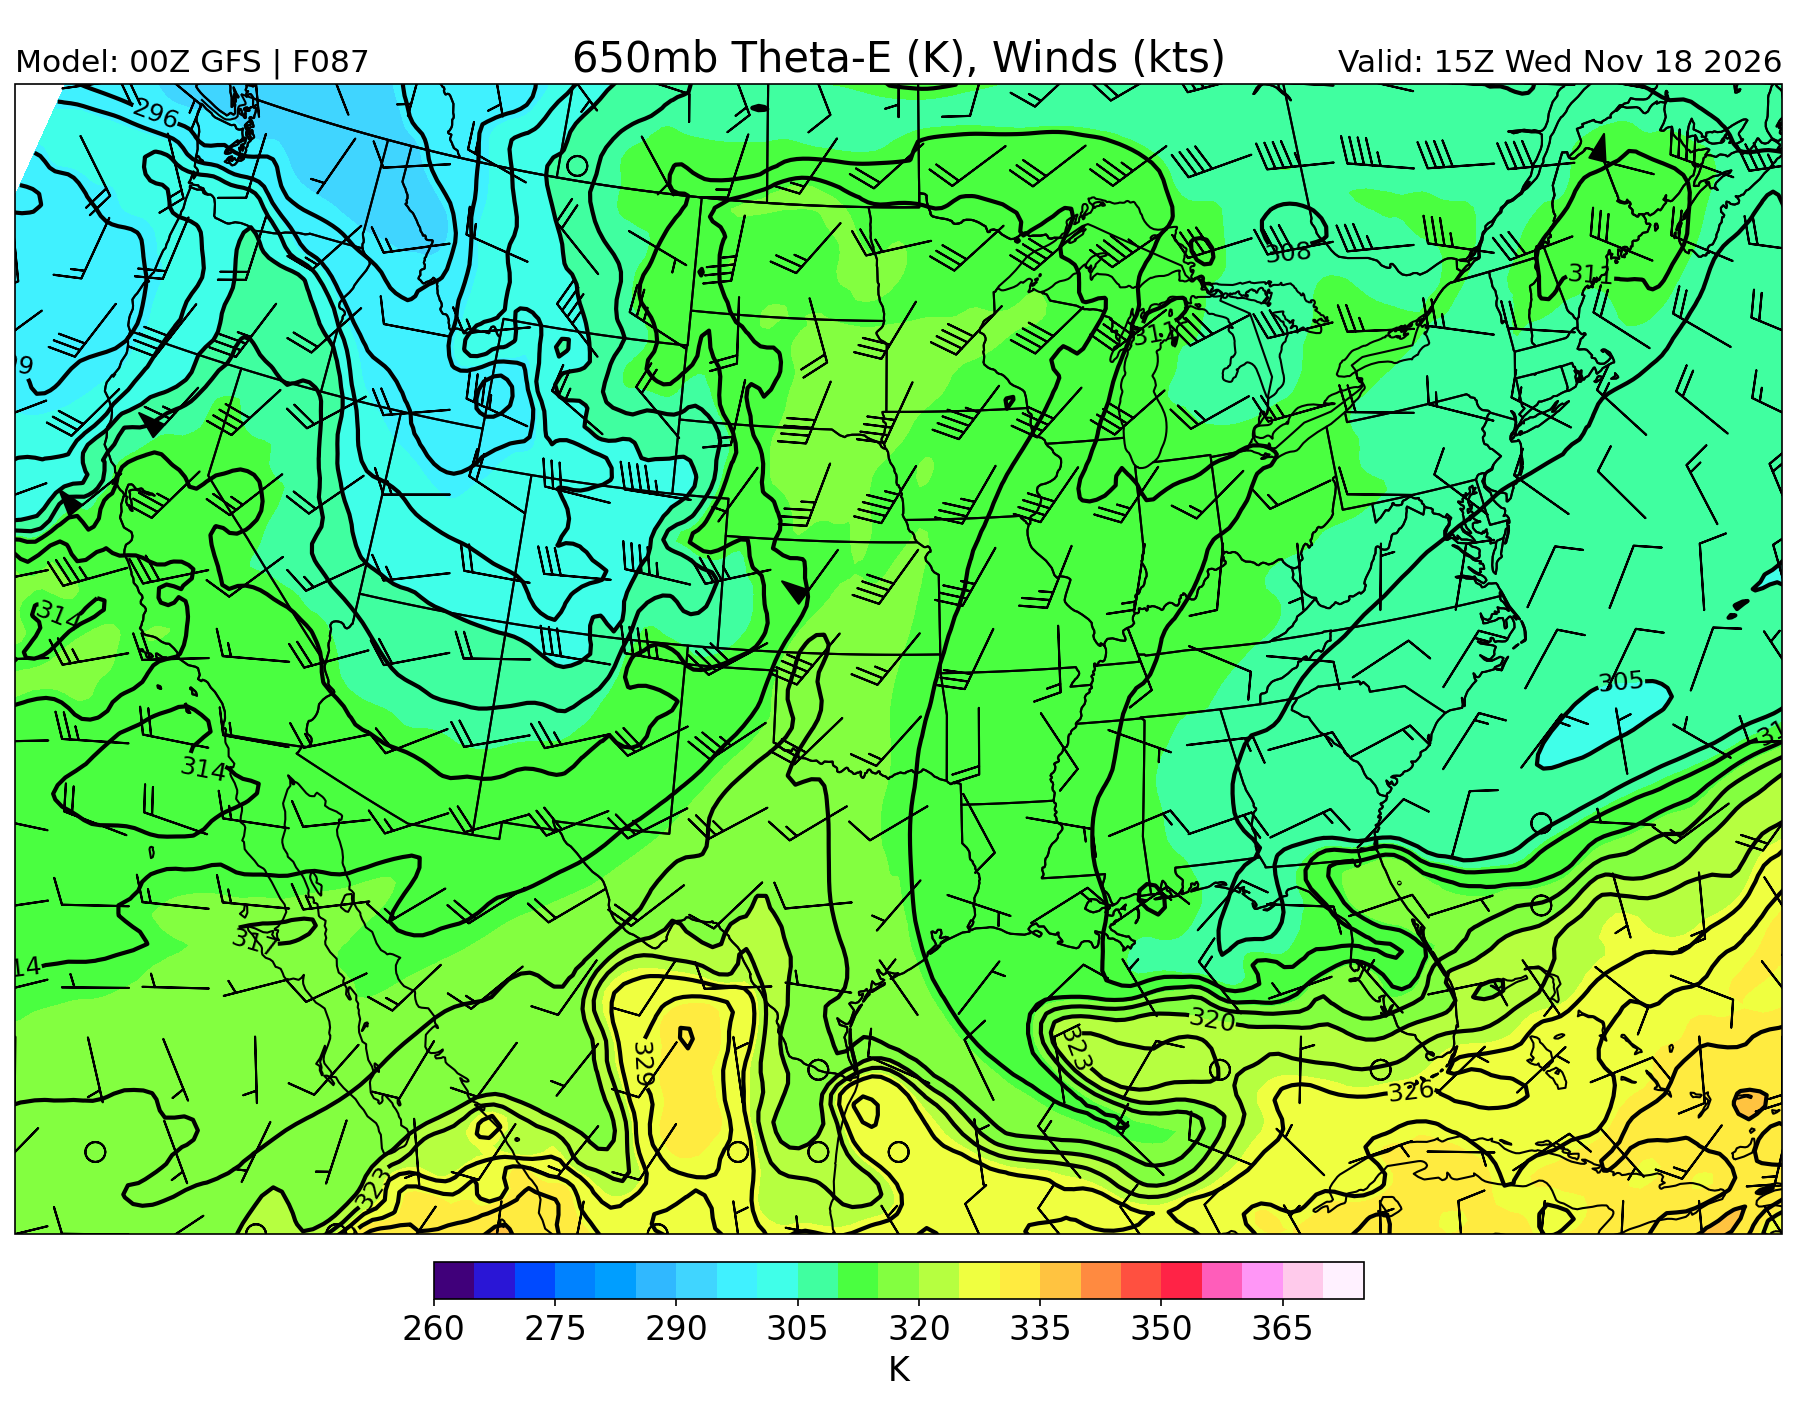 650mb Theta-E (K), Winds (kts)
Model: 00Z GFS | F087
Valid: 15Z Wed Nov 18 2026
296
308
311
311
314
305
314
317
14
320
323
329
326
323
260 275 290 305 320 335 350 365
K